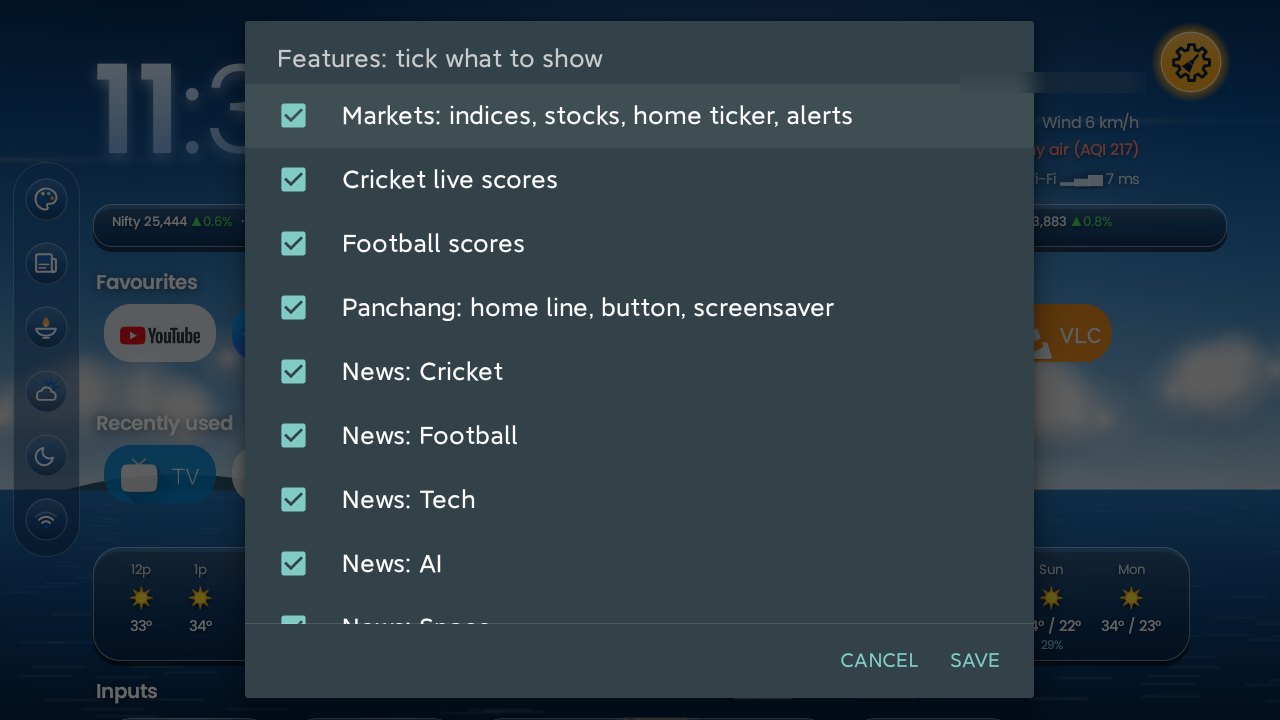 Features: tick what to show
Markets: indices, stocks, home ticker, alerts
Cricket live scores
Football scores
Panchang: home line, button, screensaver
News: Cricket
News: Football
News: Tech
News: AI
CANCEL SAVE
11:3
Wind 6 km/h
air (AQI 217)
7 ms
Nifty 25,444 ▲0.6%
3,883 ▲0.8%
Favourites
YouTube
VLC
Recently used
TV
12p 1p
33° 34°
Sun Mon
/ 22° 34° / 23°
29%
Inputs